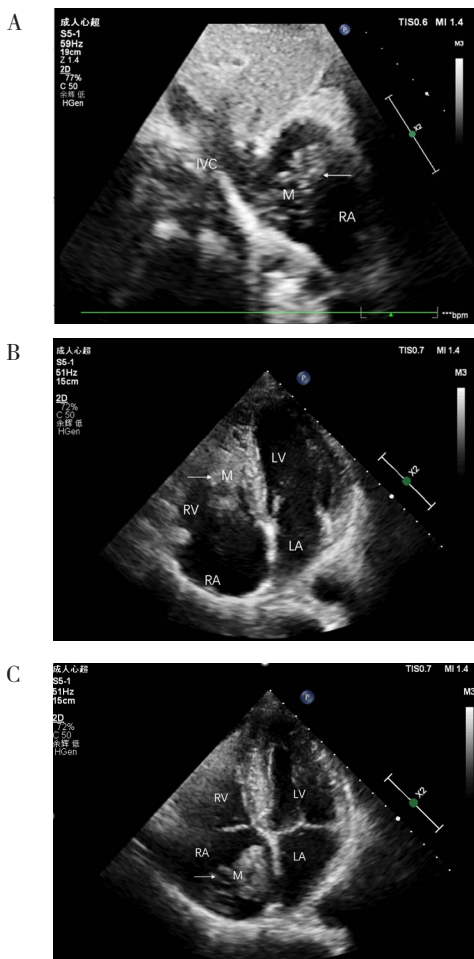 A
成人心超
S5-1
59Hz
19cm
Z 1.4
2D
77%
C 50
余辉 低
HGen
TIS0.6 MI 1.4
P
M3
X2
IVC
M
RA
***bpm
B
成人心超
S5-1
51Hz
15cm
2D
72%
C 50
余辉 低
HGen
TIS0.7 MI 1.4
P
M3
X2
M
LV
RV
LA
RA
C
成人心超
S5-1
51Hz
15cm
2D
72%
C 50
余辉 低
HGen
TIS0.7 MI 1.4
P
M3
X2
RV
LV
RA
LA
M